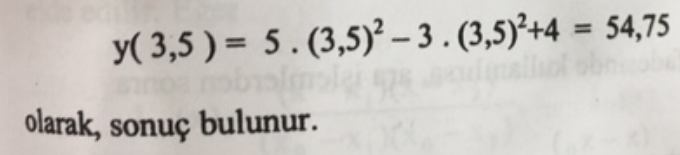 y( 3,5 ) = 5 . (3,5)² – 3 . (3,5)²+4 = 54,75
olarak, sonuç bulunur.